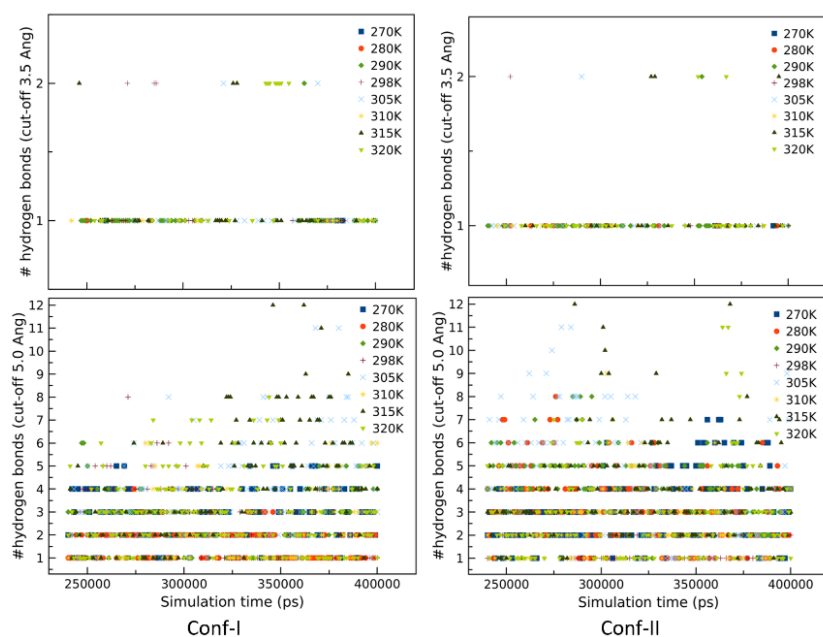 # hydrogen bonds (cut-off 3.5 Ang)
2
1
270K
280K
290K
298K
305K
310K
315K
320K
# hydrogen bonds (cut-off 3.5 Ang)
2
1
270K
280K
290K
298K
305K
310K
315K
320K
#hydrogen bonds (cut-off 5.0 Ang)
12
11
10
9
8
7
6
5
4
3
2
1
270K
280K
290K
298K
305K
310K
315K
320K
250000 300000 350000 400000
Simulation time (ps)
Conf-I
#hydrogen bonds (cut-off 5.0 Ang)
12
11
10
9
8
7
6
5
4
3
2
1
270K
280K
290K
298K
305K
310K
315K
320K
250000 300000 350000 400000
Simulation time (ps)
Conf-II